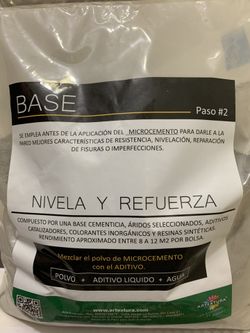 BASE
Paso #2
SE EMPLEA ANTES DE LA APLICACIÓN DEL MICROCEMENTO PARA DARLE A LA
PARED MEJORES CARACTERÍSTICAS DE RESISTENCIA, NIVELACIÓN, REPARACIÓN
DE FISURAS O IMPERFECCIONES.
NIVELA Y REFUERZA
COMPUESTO POR UNA BASE CEMENTICIA, ÁRIDOS SELECCIONADOS, ADITIVOS
CATALIZADORES, COLORANTES INORGÁNICOS Y RESINAS SINTÉTICAS.
RENDIMIENTO APROXIMADO ENTRE 8 A 12 M2 POR BOLSA.
Mezclar el polvo de MICROCEMENTO
con el ADITIVO.
POLVO + ADITIVO LIQUIDO + AGUA
www.artextura.com